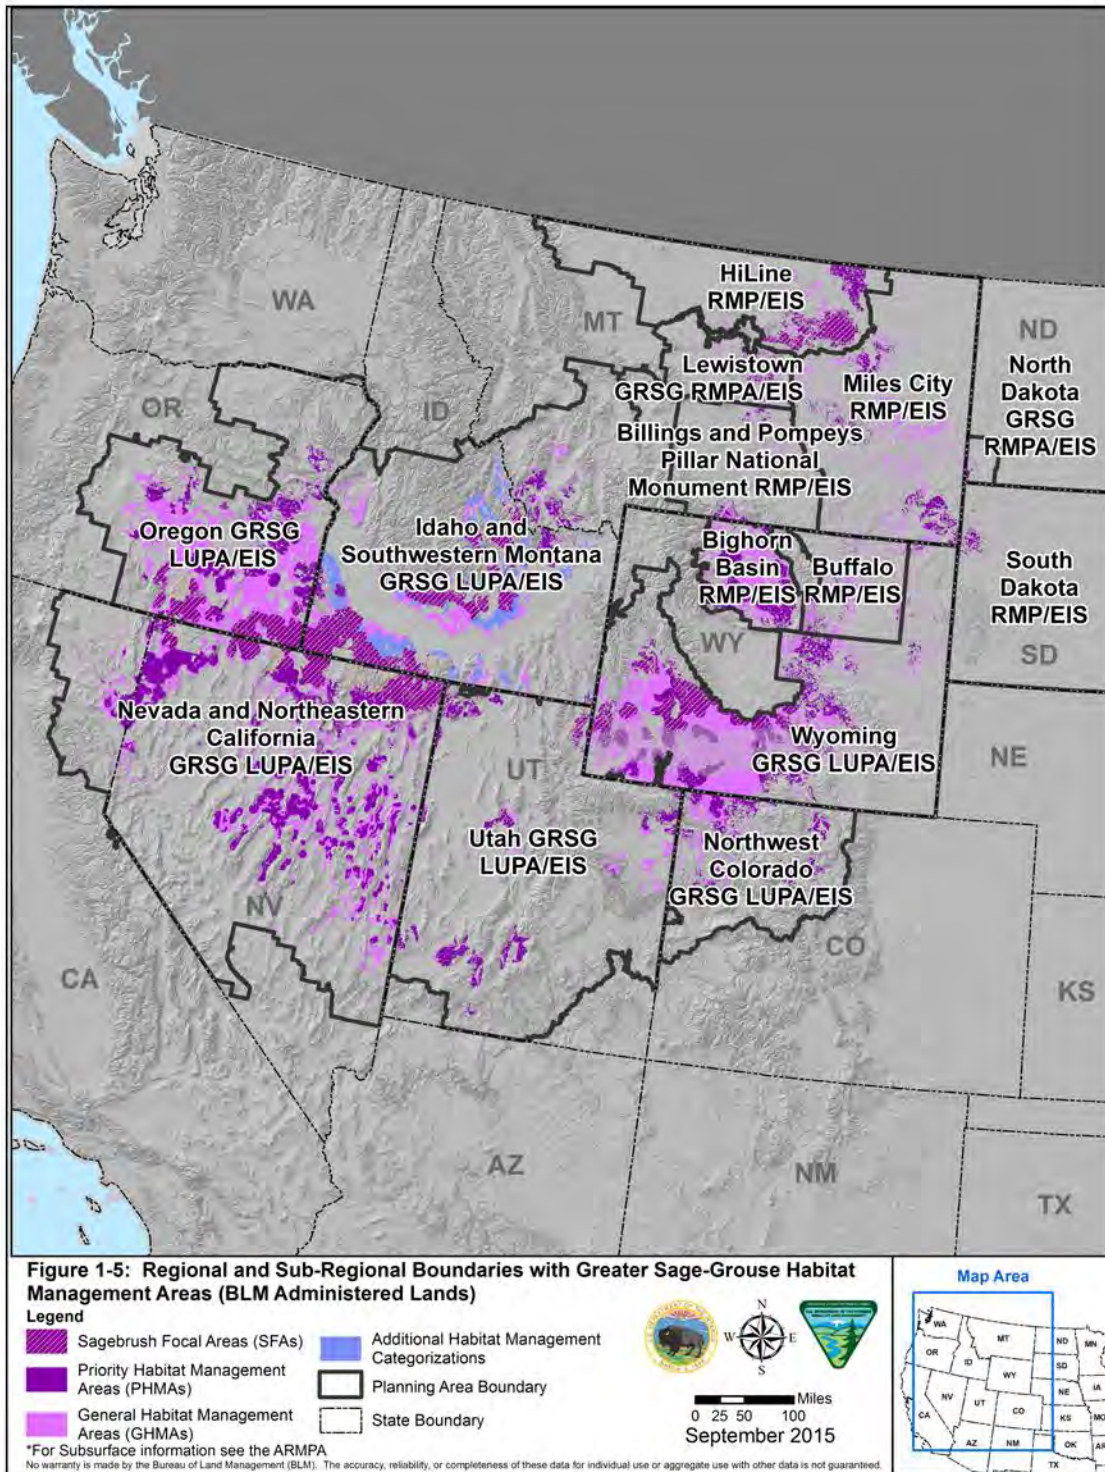 HiLine
RMP/EIS
WA
MT
ND
Lewistown
GRSG RMPA/EIS
Miles City
RMP/EIS
North
Dakota
GRSG
RMPA/EIS
OR
ID
Billings and Pompeys
Pillar National
Monument RMP/EIS
Oregon GRSG
LUPA/EIS
Idaho and
Southwestern Montana
GRSG LUPA/EIS
Bighorn
Basin
RMP/EIS
Buffalo
RMP/EIS
South
Dakota
RMP/EIS
WY
SD
Nevada and Northeastern
California
GRSG LUPA/EIS
Wyoming
GRSG LUPA/EIS
NE
UT
Utah GRSG
LUPA/EIS
Northwest
Colorado
GRSG LUPA/EIS
NV
CO
CA
KS
AZ
NM
TX
Figure 1-5: Regional and Sub-Regional Boundaries with Greater Sage-Grouse Habitat
Management Areas (BLM Administered Lands)
Legend
Sagebrush Focal Areas (SFAs)
Priority Habitat Management
Areas (PHMAs)
General Habitat Management
Areas (GHMAs)
Additional Habitat Management
Categorizations
Planning Area Boundary
State Boundary
*For Subsurface information see the ARMPA
No warranty is made by the Bureau of Land Management (BLM). The accuracy, reliability, or completeness of these data for individual use or aggregate use with other data is not guaranteed.
N
W
E
S
Miles
0 25 50 100
September 2015
Map Area
WA
MT
ND
MN
OR
ID
SD
WY
NE
IA
NV
UT
CO
CA
KS
MO
AZ
NM
OK
AR
TX